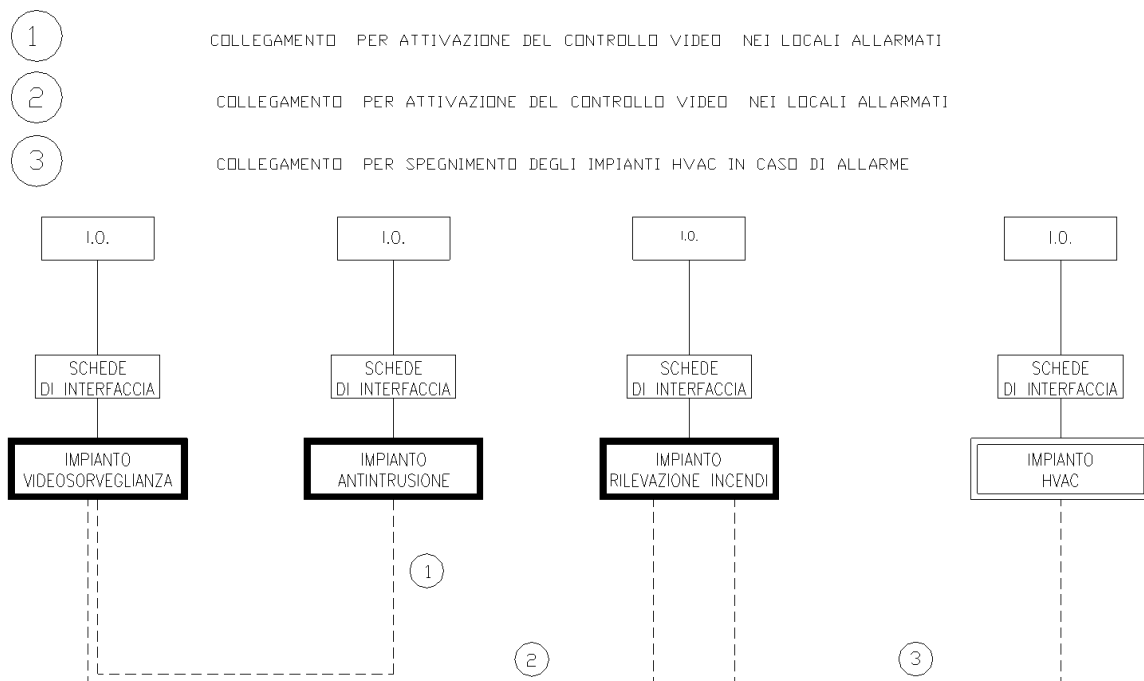 1
COLLEGAMENTO PER ATTIVAZIONE DEL CONTROLLO VIDEO NEI LOCALI ALLARMATI
2
COLLEGAMENTO PER ATTIVAZIONE DEL CONTROLLO VIDEO NEI LOCALI ALLARMATI
3
COLLEGAMENTO PER SPEGNIMENTO DEGLI IMPIANTI HVAC IN CASO DI ALLARME
I.O.
I.O.
I.O.
I.O.
SCHEDE
DI INTERFACCIA
SCHEDE
DI INTERFACCIA
SCHEDE
DI INTERFACCIA
SCHEDE
DI INTERFACCIA
IMPIANTO
VIDEOSORVEGLIANZA
IMPIANTO
ANTINTRUSIONE
IMPIANTO
RILEVAZIONE INCENDI
IMPIANTO
HVAC
1
2
3